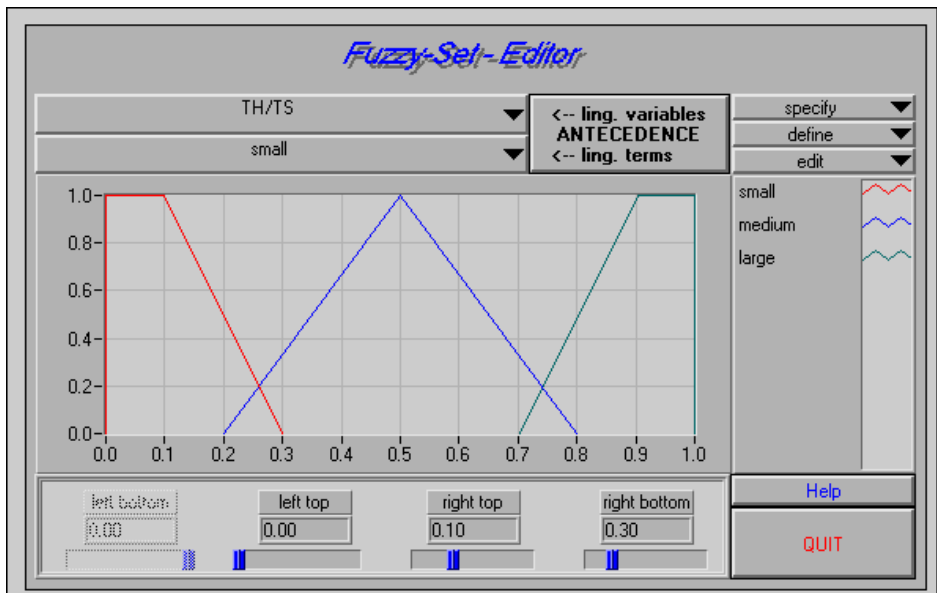 Fuzzy-Set-Editor
TH/TS
small
<-- ling. variables
ANTECEDENCE
<-- ling. terms
specify
define
edit
1.0
0.8
0.6
0.4
0.2
0.0
0.0 0.1 0.2 0.3 0.4 0.5 0.6 0.7 0.8 0.9 1.0
small
medium
large
left bottom left top right top right bottom
0.00 0.00 0.10 0.30
Help
QUIT